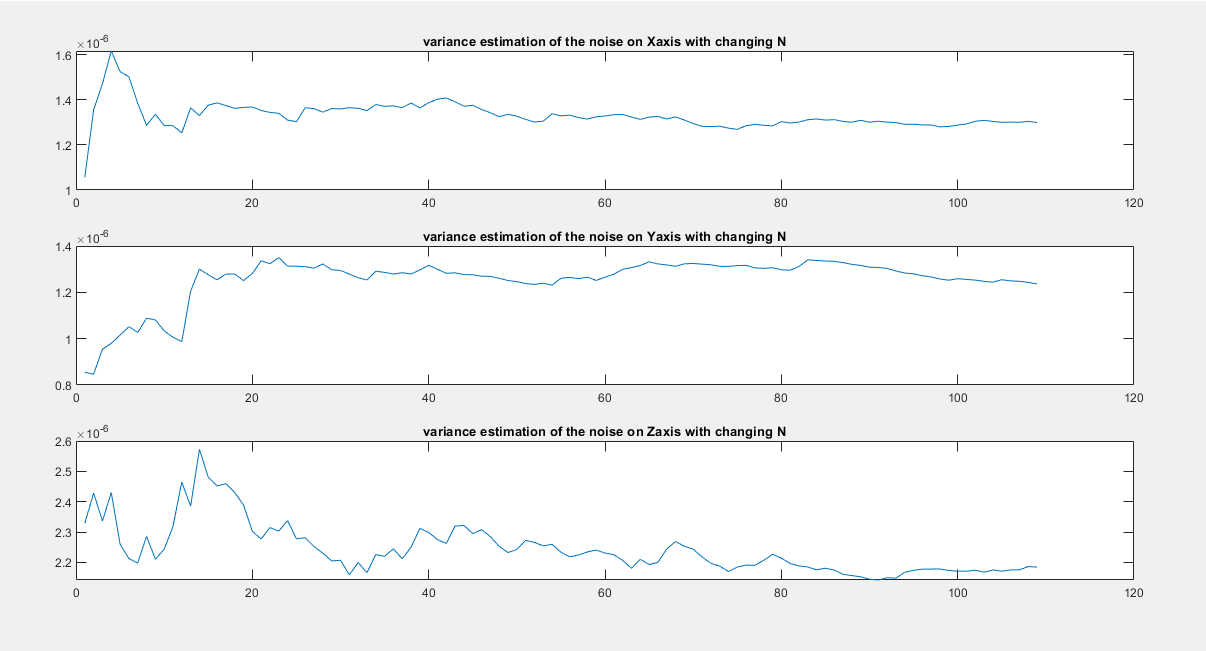 variance estimation of the noise on Xaxis with changing N
×10-6
1.6
1.4
1.2
1
0 20 40 60 80 100 120
variance estimation of the noise on Yaxis with changing N
×10-6
1.4
1.2
1
0.8
0 20 40 60 80 100 120
variance estimation of the noise on Zaxis with changing N
×10-6
2.6
2.5
2.4
2.3
2.2
0 20 40 60 80 100 120